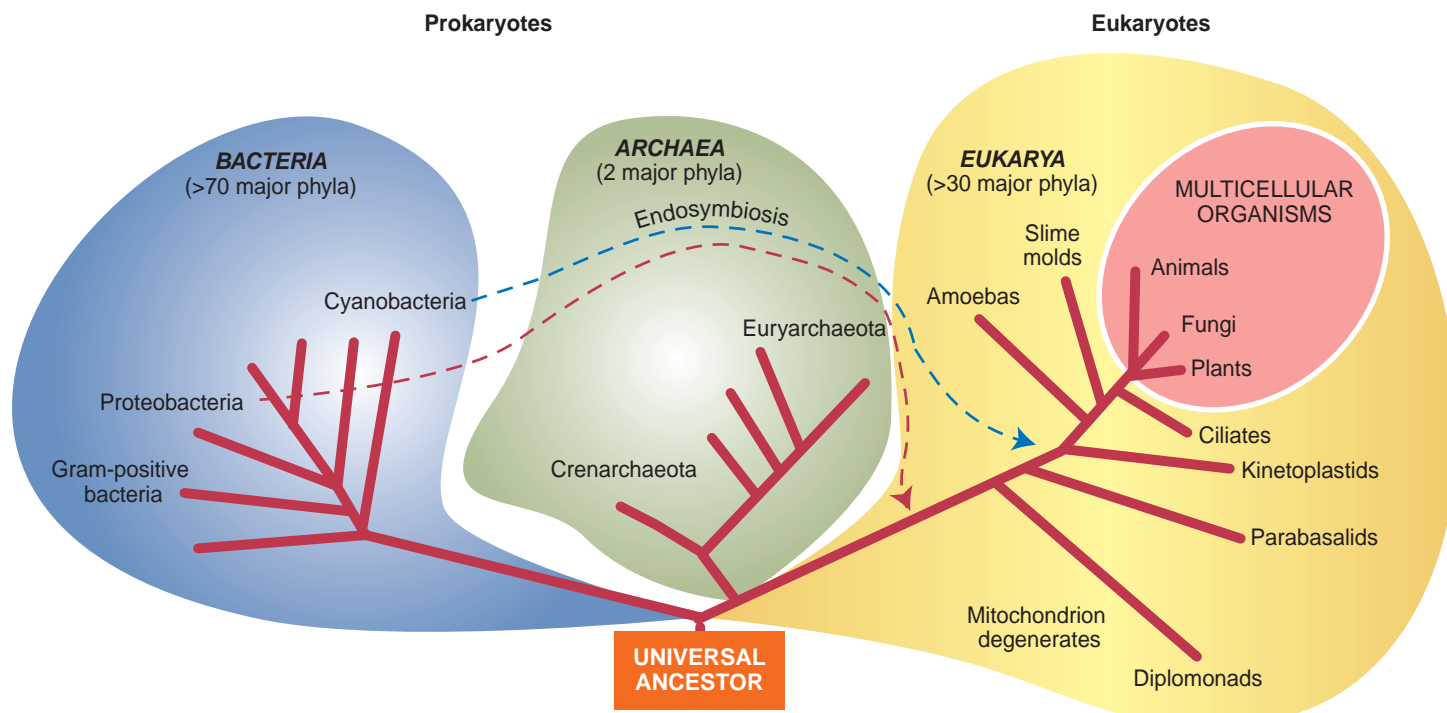 Prokaryotes
Eukaryotes
BACTERIA
(>70 major phyla)
ARCHAEA
(2 major phyla)
EUKARYA
(>30 major phyla)
MULTICELLULAR
ORGANISMS
Endosymbiosis
Cyanobacteria
Proteobacteria
Gram-positive
bacteria
Euryarchaeota
Crenarchaeota
Slime
molds
Amoebas
Animals
Fungi
Plants
Ciliates
Kinetoplastids
Parabasalids
Mitochondrion
degenerates
Diplomonads
UNIVERSAL
ANCESTOR